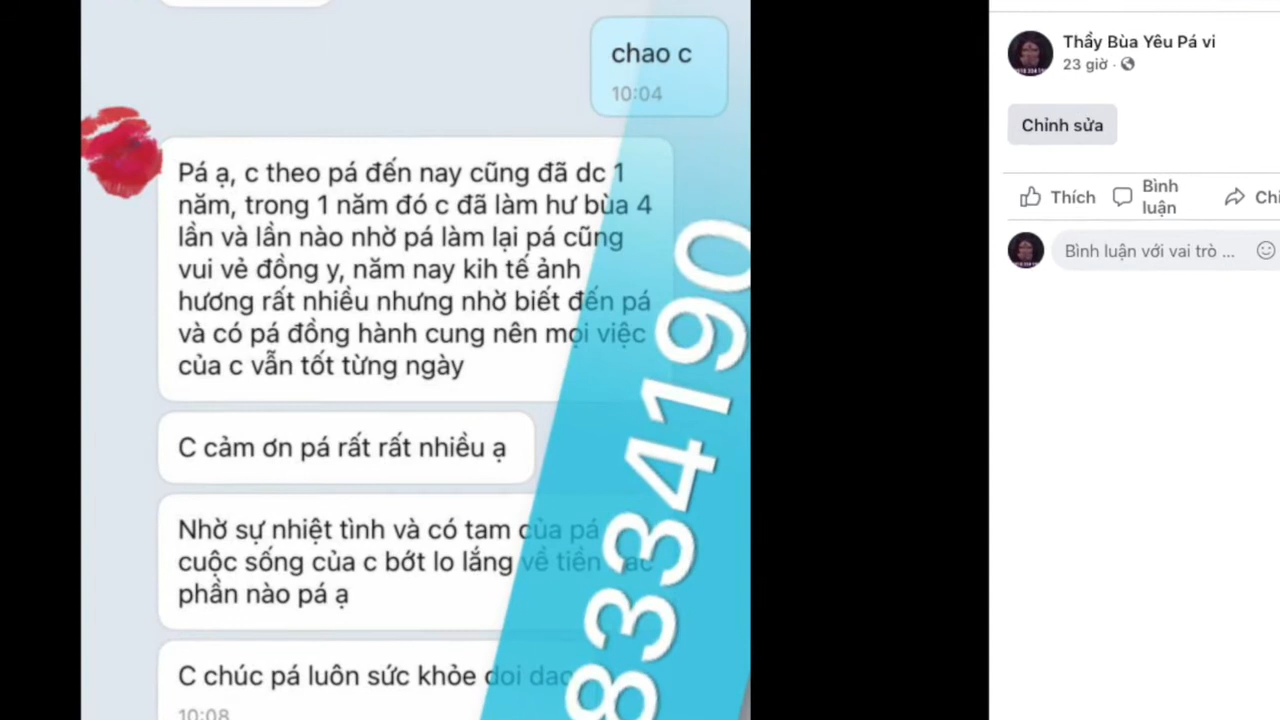 chao c
10:04
Pá ạ, c theo pá đến nay cũng đã dc 1
năm, trong 1 năm đó c đã làm hư bùa 4
lần và lần nào nhờ pá làm lại pá cũng
vui vẻ đồng y, năm nay kih tế ảnh
hương rất nhiều nhưng nhờ biết đến pá
và có pá đồng hành cung nên mọi việc
của c vẫn tốt từng ngày
C cảm ơn pá rất rất nhiều ạ
Nhờ sự nhiệt tình và có tam của pá
cuộc sống của c bớt lo lắng về tiền
phần nào pá ạ
C chúc pá luôn sức khỏe doi dao
10:08
8334190
Thầy Bùa Yêu Pá vi
23 giờ ·
Chỉnh sửa
Thích
Bình
luận
Bình luận với vai trò ...